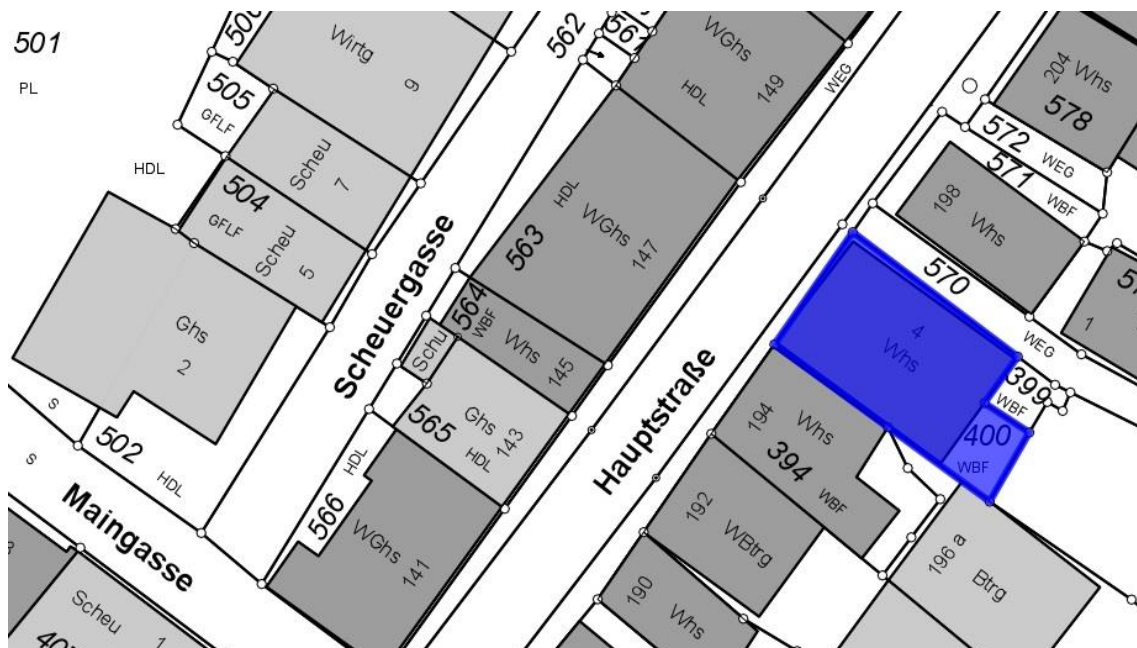 501
PL
505
GFLF
HDL
Wirtg
9
Scheu
7
504
GFLF
Scheu
5
Ghs
2
502
HDL
S
S
Maingasse
Scheu
1
Scheuergasse
562
561
WGhs
HDL
149
WEG
563
HDL
WGhs
147
564
WBF
Whs
145
Schu
565
Ghs
HDL
143
HDL
566
WGhs
141
Hauptstraße
204
Whs
578
572
WEG
571
WBF
198
Whs
570
WEG
1
4
Whs
399
WBF
400
WBF
194
Whs
394
WBF
192
WBtrg
190
Whs
196 a
Btrg